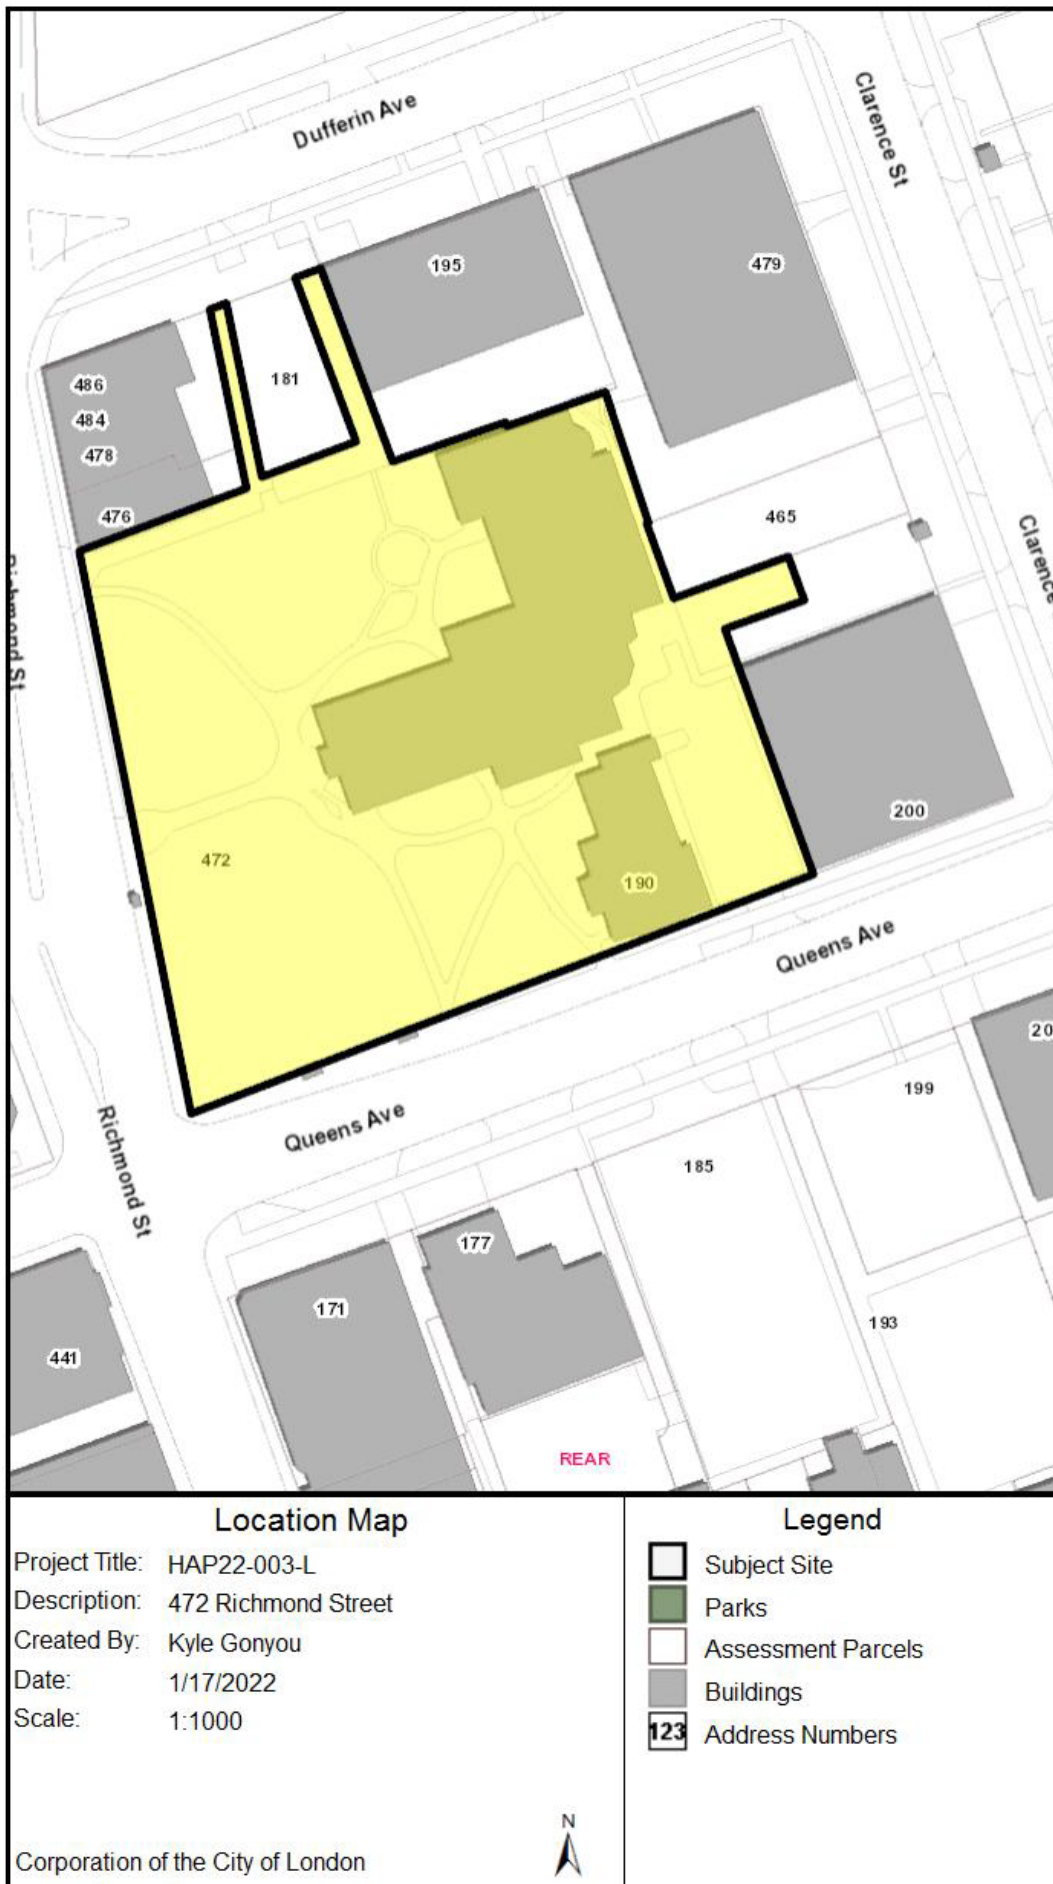 Dufferin Ave
Clarence St
195
479
486
181
484
478
476
465
Clarence
Richmond St
472
190
200
Queens Ave
20
199
Richmond St
Queens Ave
185
177
171
193
441
REAR
Location Map
Project Title: HAP22-003-L
Description: 472 Richmond Street
Created By: Kyle Gonyou
Date: 1/17/2022
Scale: 1:1000
Corporation of the City of London
N
Legend
Subject Site
Parks
Assessment Parcels
Buildings
123 Address Numbers